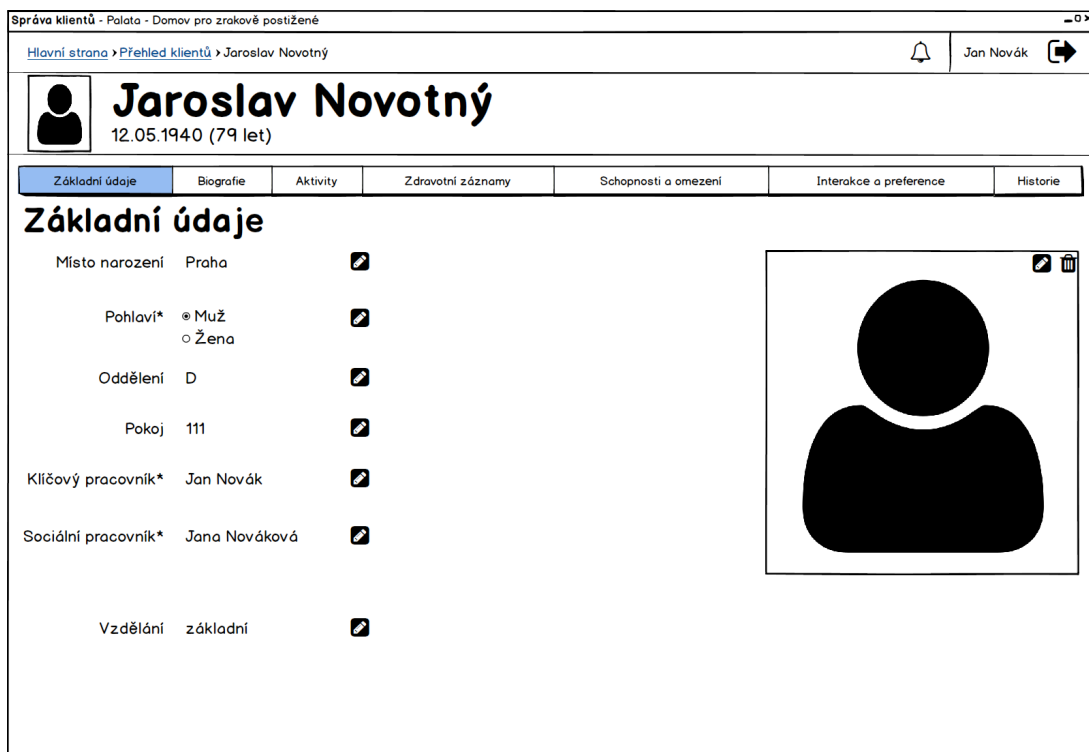 Správa klientů - Palata - Domov pro zrakově postižené
Hlavní strana > Přehled klientů > Jaroslav Novotný
Jan Novák
Jaroslav Novotný
12.05.1940 (79 let)
Základní údaje Biografie Aktivity Zdravotní záznamy Schopnosti a omezení Interakce a preference Historie
Základní údaje
Místo narození Praha
Pohlaví* Muž
Žena
Oddělení D
Pokoj 111
Klíčový pracovník* Jan Novák
Sociální pracovník* Jana Nováková
Vzdělání základní